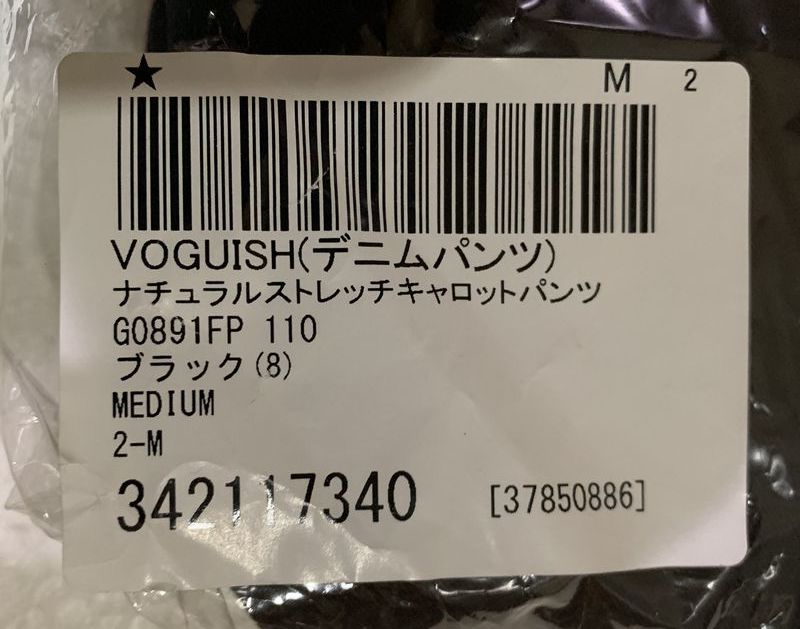 ★ M 2
VOGUISH(デニムパンツ)
ナチュラルストレッチキャロットパンツ
G0891FP 110
ブラック(8)
MEDIUM
2-M
342117340 [37850886]